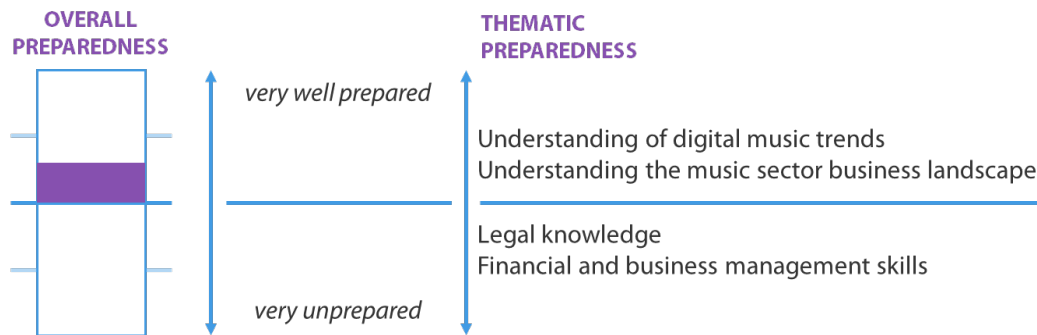 OVERALL
PREPAREDNESS
THEMATIC
PREPAREDNESS
very well prepared
Understanding of digital music trends
Understanding the music sector business landscape
Legal knowledge
Financial and business management skills
very unprepared